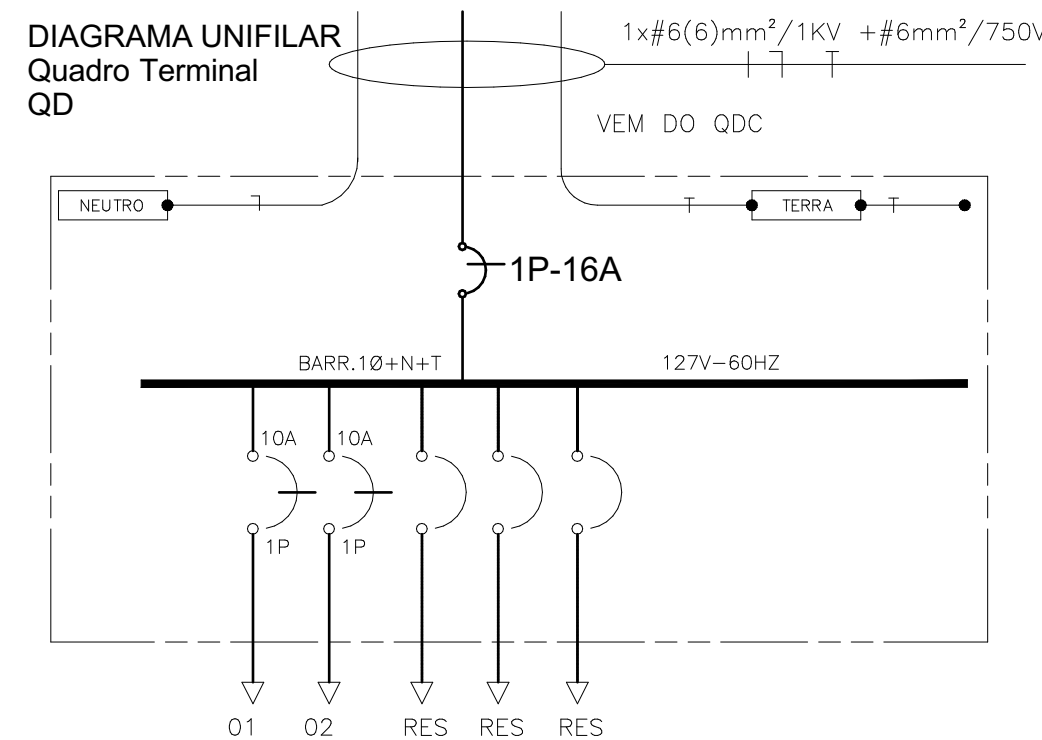 DIAGRAMA UNIFILAR
Quadro Terminal
QD
1x#6(6)mm²/1KV +#6mm²/750V
VEM DO QDC
NEUTRO
TERRA
1P-16A
BARR.1Ø+N+T
127V-60HZ
10A
10A
1P
1P
01
02
RES
RES
RES